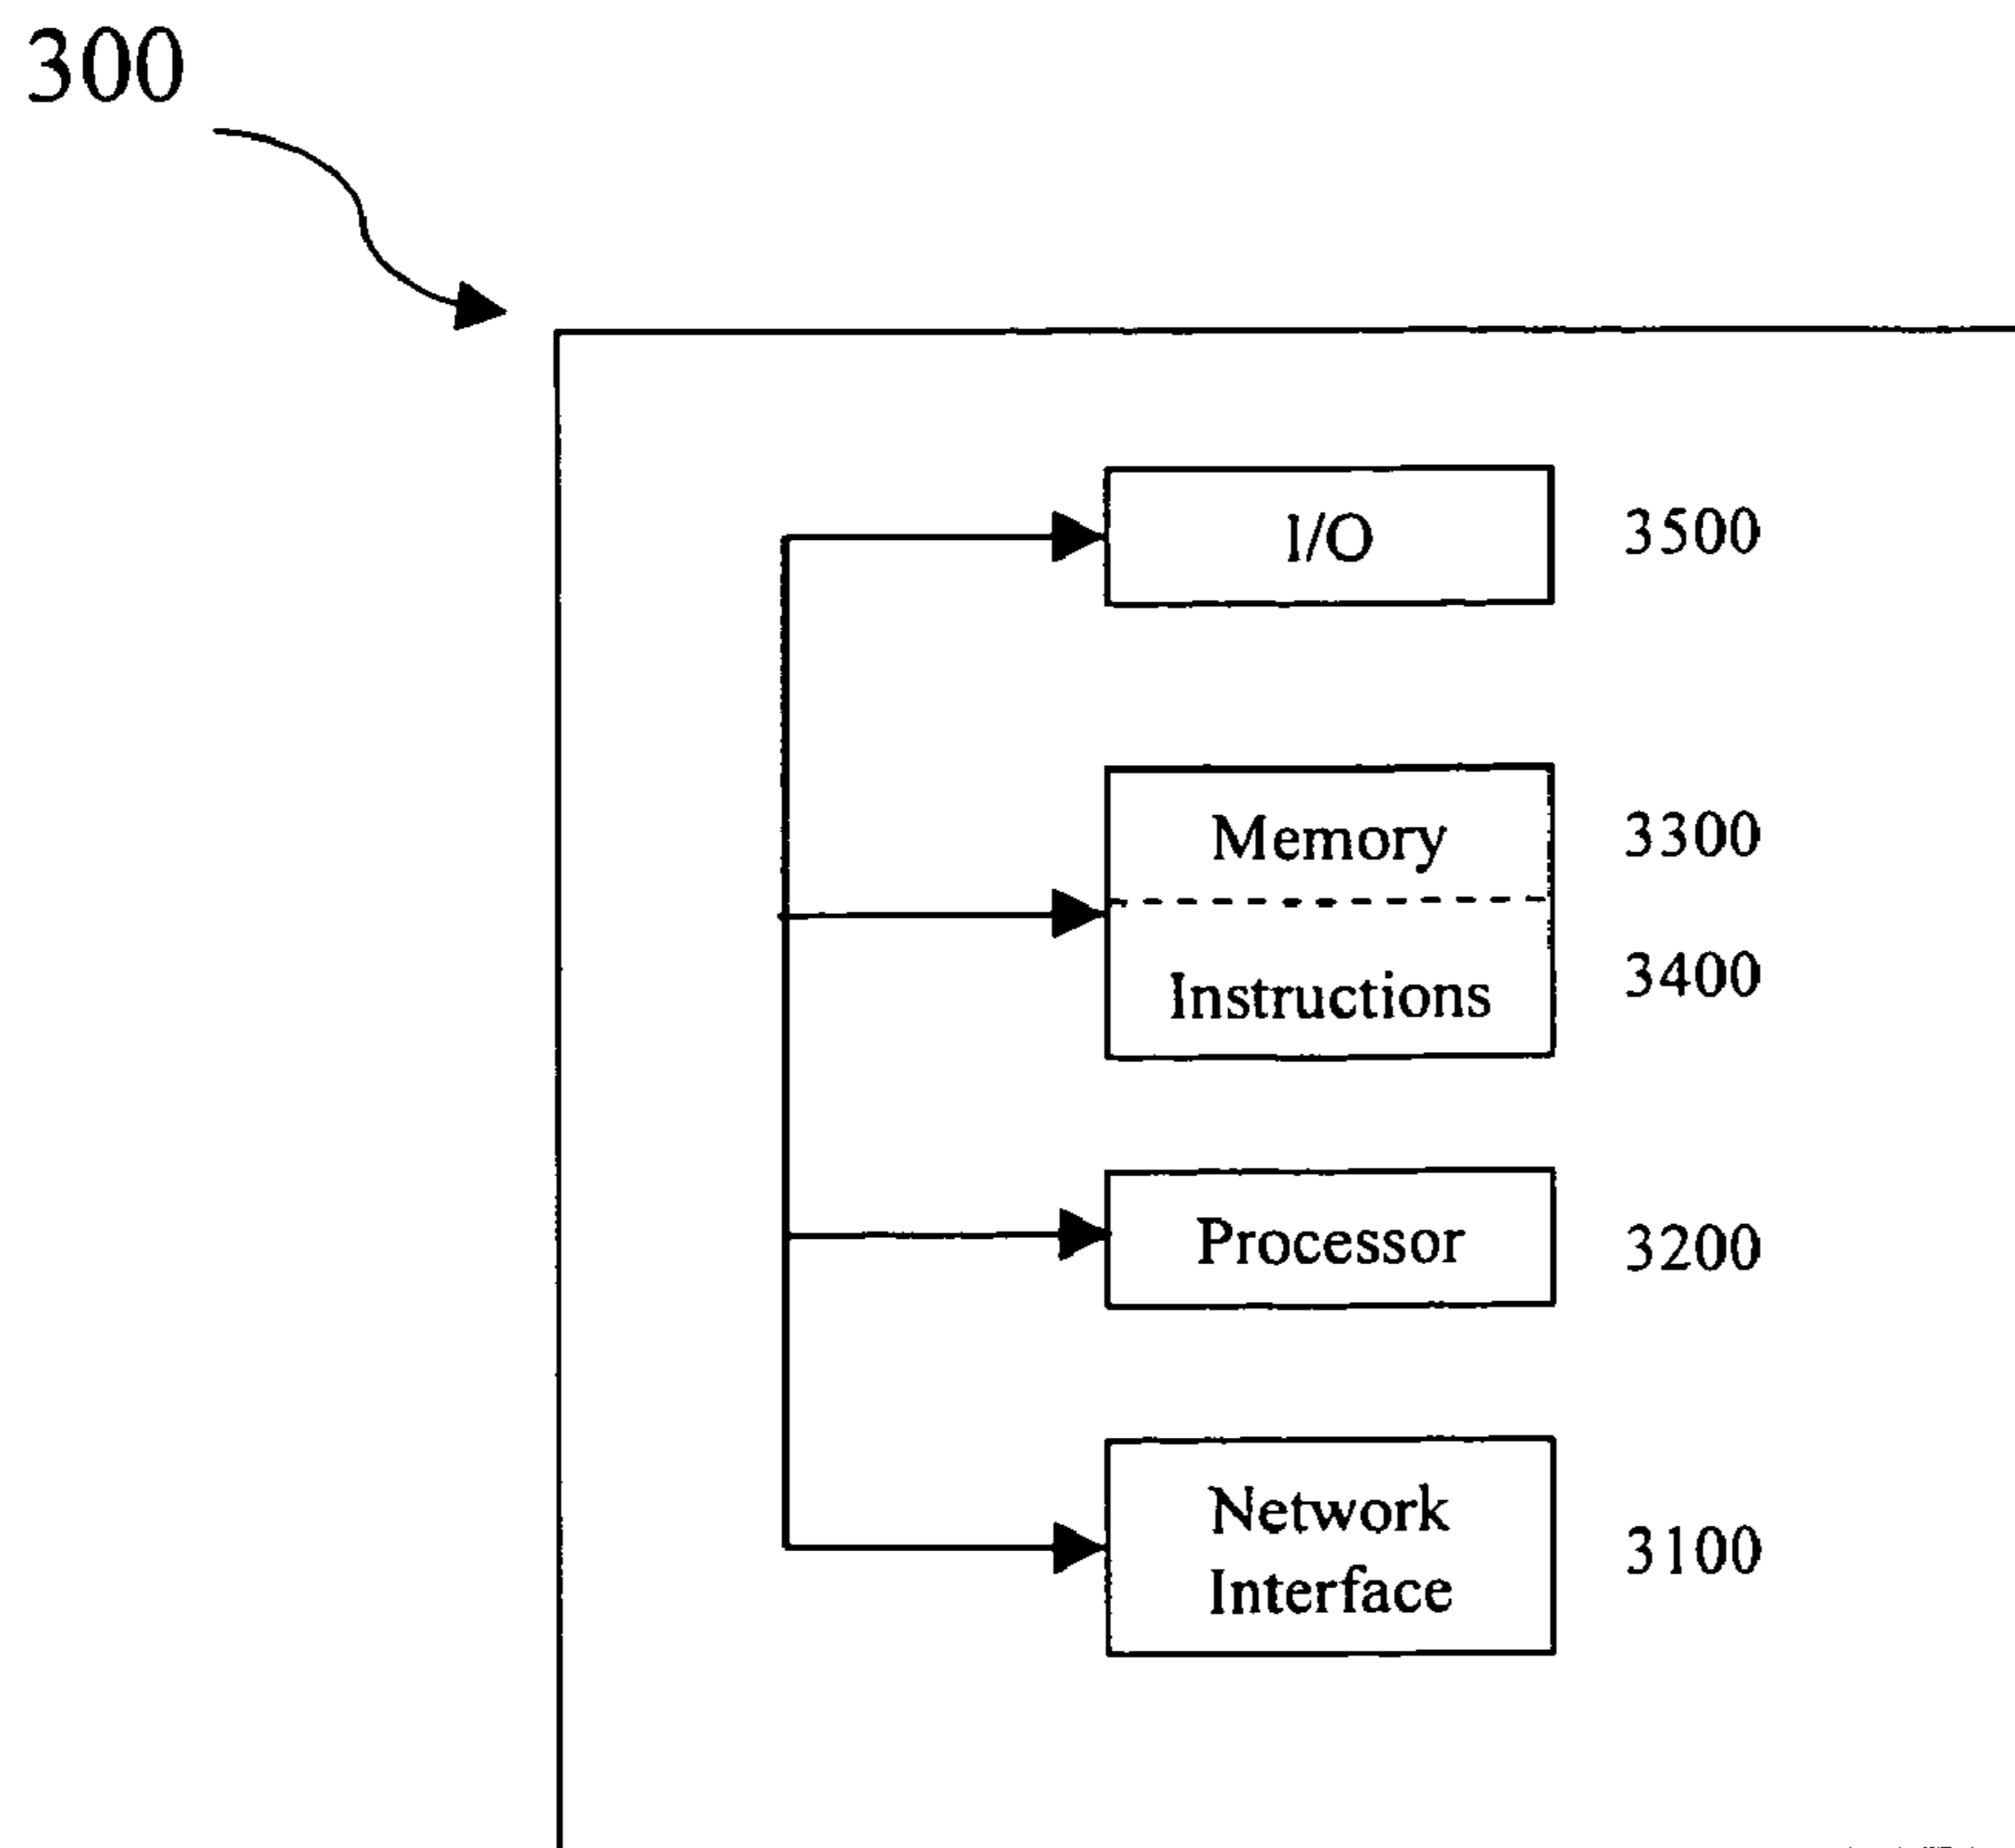 300
I/O 3500
Memory 3300
Instructions 3400
Processor 3200
Network
Interface
3100